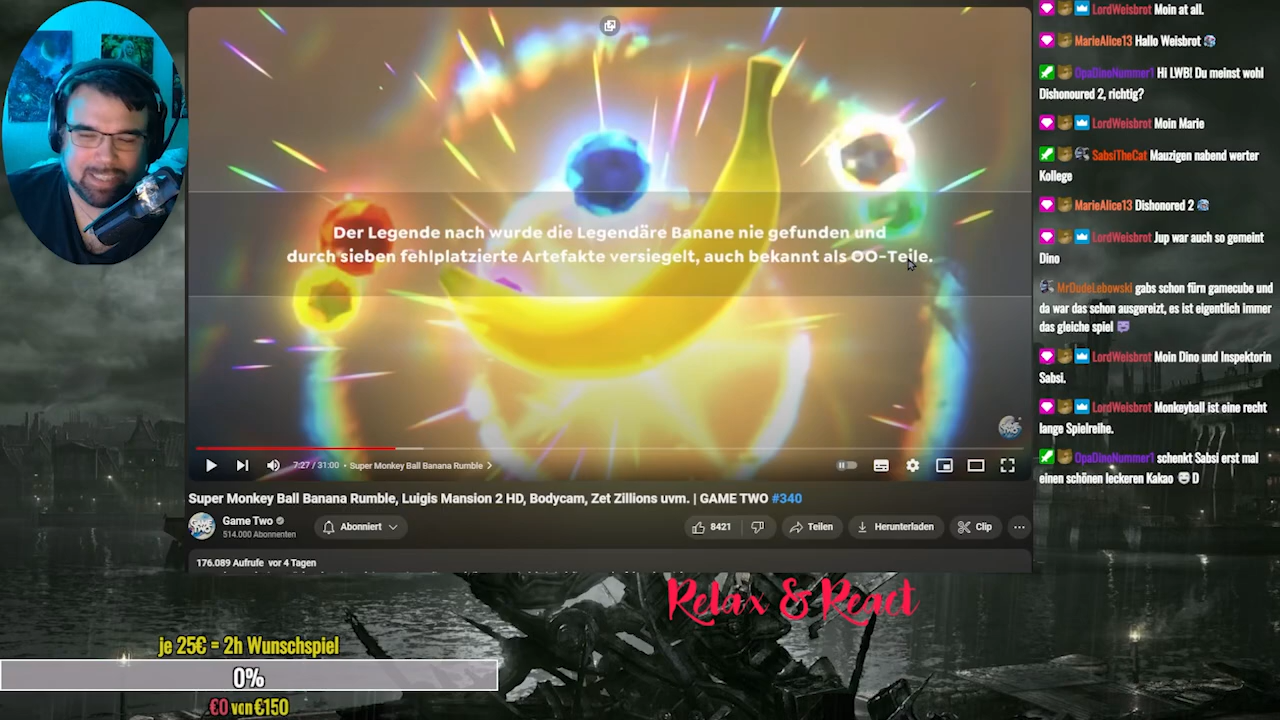 Der Legende nach wurde die Legendäre Banane nie gefunden und
durch sieben fehlplatzierte Artefakte versiegelt, auch bekannt als OO-Teile.
7:27 / 31:00 • Super Monkey Ball Banana Rumble
Super Monkey Ball Banana Rumble, Luigis Mansion 2 HD, Bodycam, Zet Zillions uvm. | GAME TWO #340
Game Two
514.000 Abonnenten
Abonniert
8421
Teilen
Herunterladen
Clip
176.089 Aufrufe vor 4 Tagen
Relax & React
je 25€ = 2h Wunschspiel
0%
€0 von €150
LordWeisbrot Moin at all.
MarieAlice13 Hallo Weisbrot
OpaDinoNummer1 Hi LWB! Du meinst wohl
Dishonoured 2, richtig?
LordWeisbrot Moin Marie
SabsiTheCat Mauzigen nabend werter
Kollege
MarieAlice13 Dishonored 2
LordWeisbrot Jup war auch so gemeint
Dino
MrDudeLebowski gabs schon fürn gamecube und
da war das schon ausgereizt, es ist eigentlich immer
das gleiche spiel
LordWeisbrot Moin Dino und Inspektorin
Sabsi.
LordWeisbrot Monkeyball ist eine recht
lange Spielreihe.
OpaDinoNummer1 schenkt Sabsi erst mal
einen schönen leckeren Kakao D